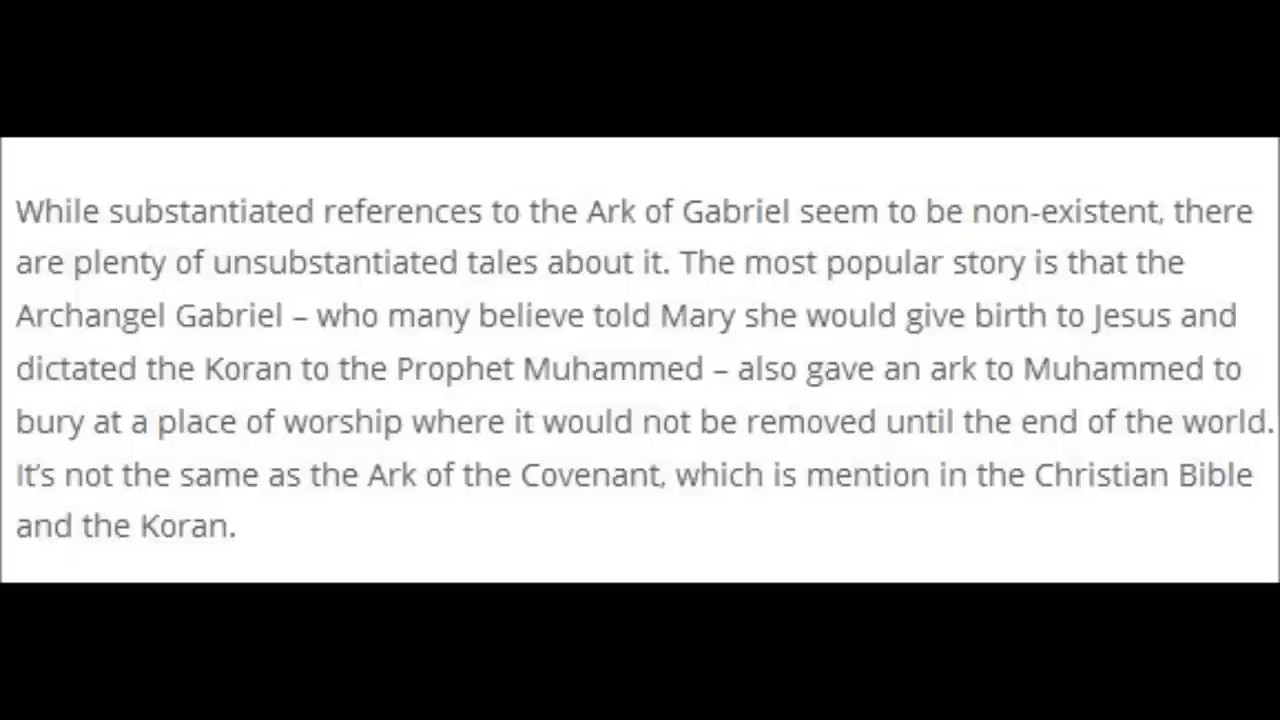 While substantiated references to the Ark of Gabriel seem to be non-existent, there
are plenty of unsubstantiated tales about it. The most popular story is that the
Archangel Gabriel – who many believe told Mary she would give birth to Jesus and
dictated the Koran to the Prophet Muhammed – also gave an ark to Muhammed to
bury at a place of worship where it would not be removed until the end of the world.
It's not the same as the Ark of the Covenant, which is mention in the Christian Bible
and the Koran.